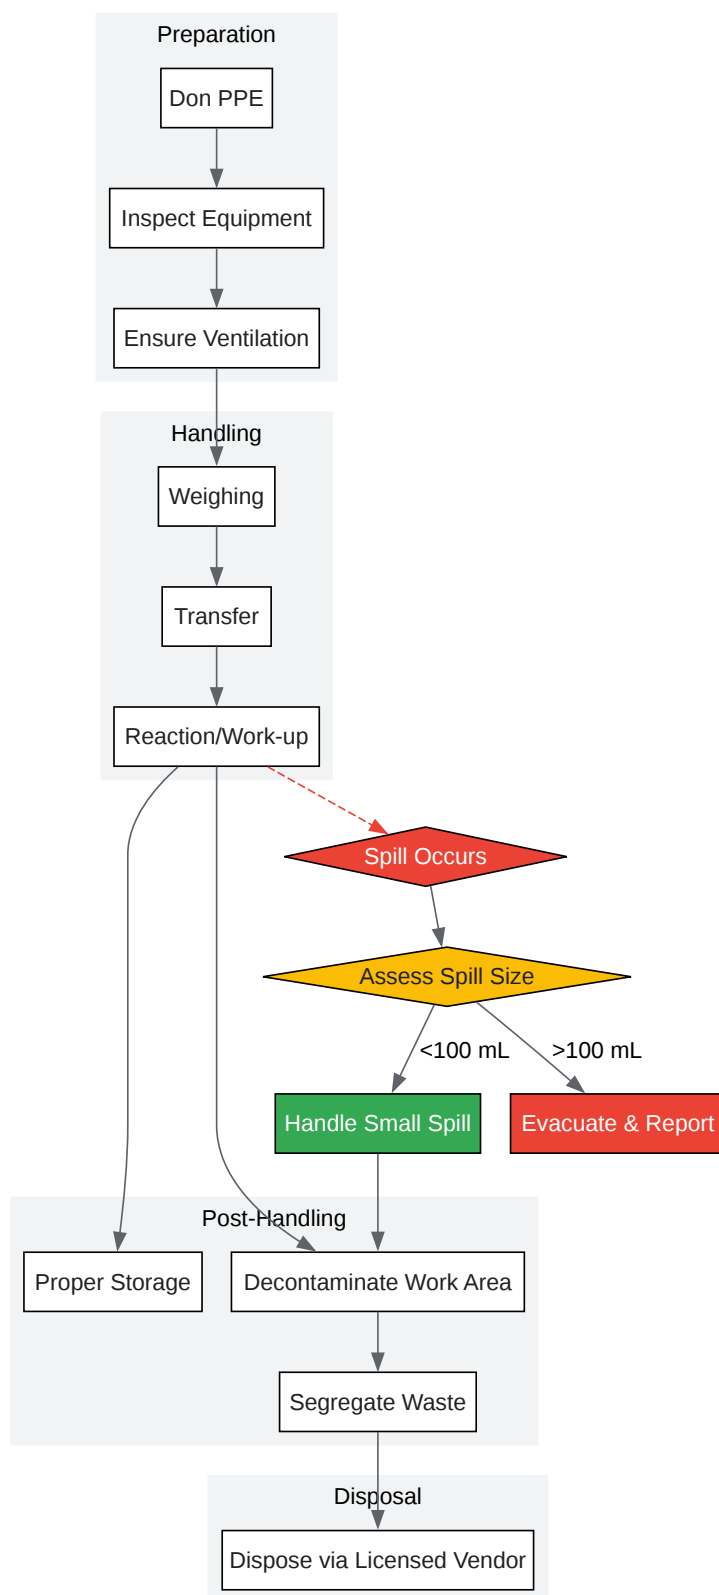 Preparation
Don PPE
Inspect Equipment
Ensure Ventilation
Handling
Weighing
Transfer
Reaction/Work-up
Spill Occurs
Assess Spill Size
<100 mL
>100 mL
Handle Small Spill
Evacuate & Report
Post-Handling
Proper Storage
Decontaminate Work Area
Segregate Waste
Disposal
Dispose via Licensed Vendor